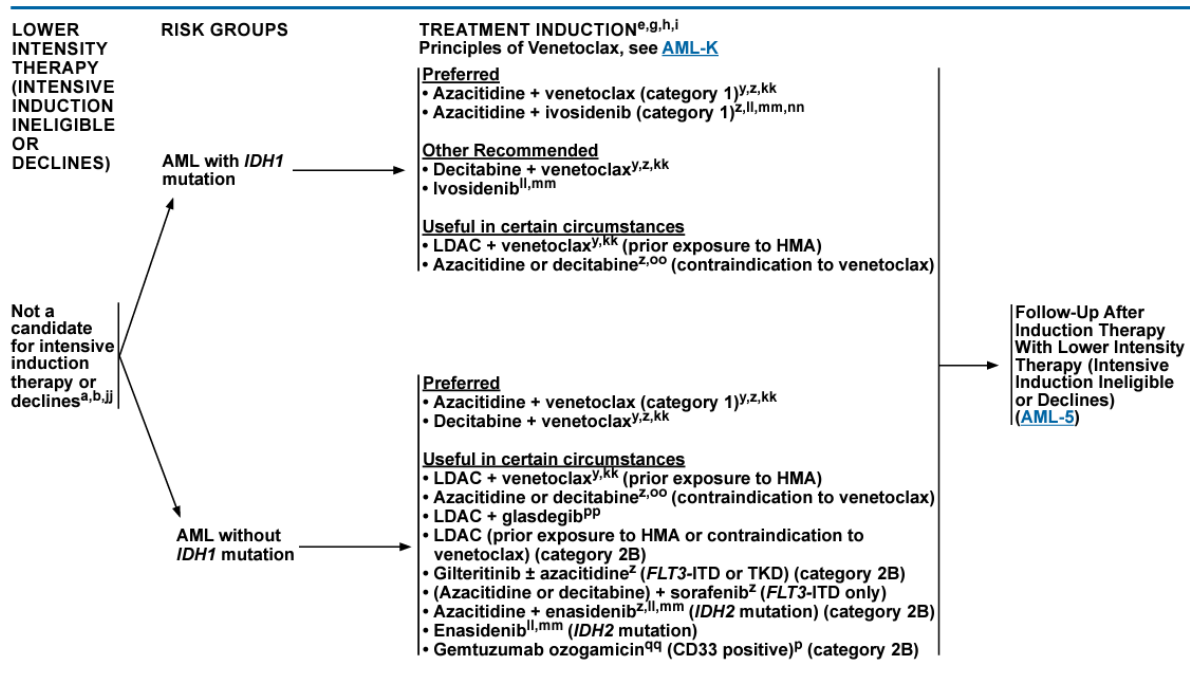 LOWER
INTENSITY
THERAPY
(INTENSIVE
INDUCTION
INELIGIBLE
OR
DECLINES)
RISK GROUPS
TREATMENT INDUCTIONe,g,h,i
Principles of Venetoclax, see AML-K
Not a
candidate
for intensive
induction
therapy or
declinesa,b,jj
AML with IDH1
mutation
Preferred
• Azacitidine + venetoclax (category 1)y,z,kk
• Azacitidine + ivosidenib (category 1)z,ll,mm,nn
Other Recommended
• Decitabine + venetoclaxy,z,kk
• Ivosidenibll,mm
Useful in certain circumstances
• LDAC + venetoclaxy,kk (prior exposure to HMA)
• Azacitidine or decitabinez,oo (contraindication to venetoclax)
AML without
IDH1 mutation
Preferred
• Azacitidine + venetoclax (category 1)y,z,kk
• Decitabine + venetoclaxy,z,kk
Useful in certain circumstances
• LDAC + venetoclaxy,kk (prior exposure to HMA)
• Azacitidine or decitabinez,oo (contraindication to venetoclax)
• LDAC + glasdegibpp
• LDAC (prior exposure to HMA or contraindication to
venetoclax) (category 2B)
• Gilteritinib ± azacitidinez (FLT3-ITD or TKD) (category 2B)
• (Azacitidine or decitabine) + sorafenibz (FLT3-ITD only)
• Azacitidine + enasidenibz,ll,mm (IDH2 mutation) (category 2B)
• Enasidenibll,mm (IDH2 mutation)
• Gemtuzumab ozogamicinqq (CD33 positive)p (category 2B)
Follow-Up After
Induction Therapy
With Lower Intensity
Therapy (Intensive
Induction Ineligible
or Declines)
(AML-5)